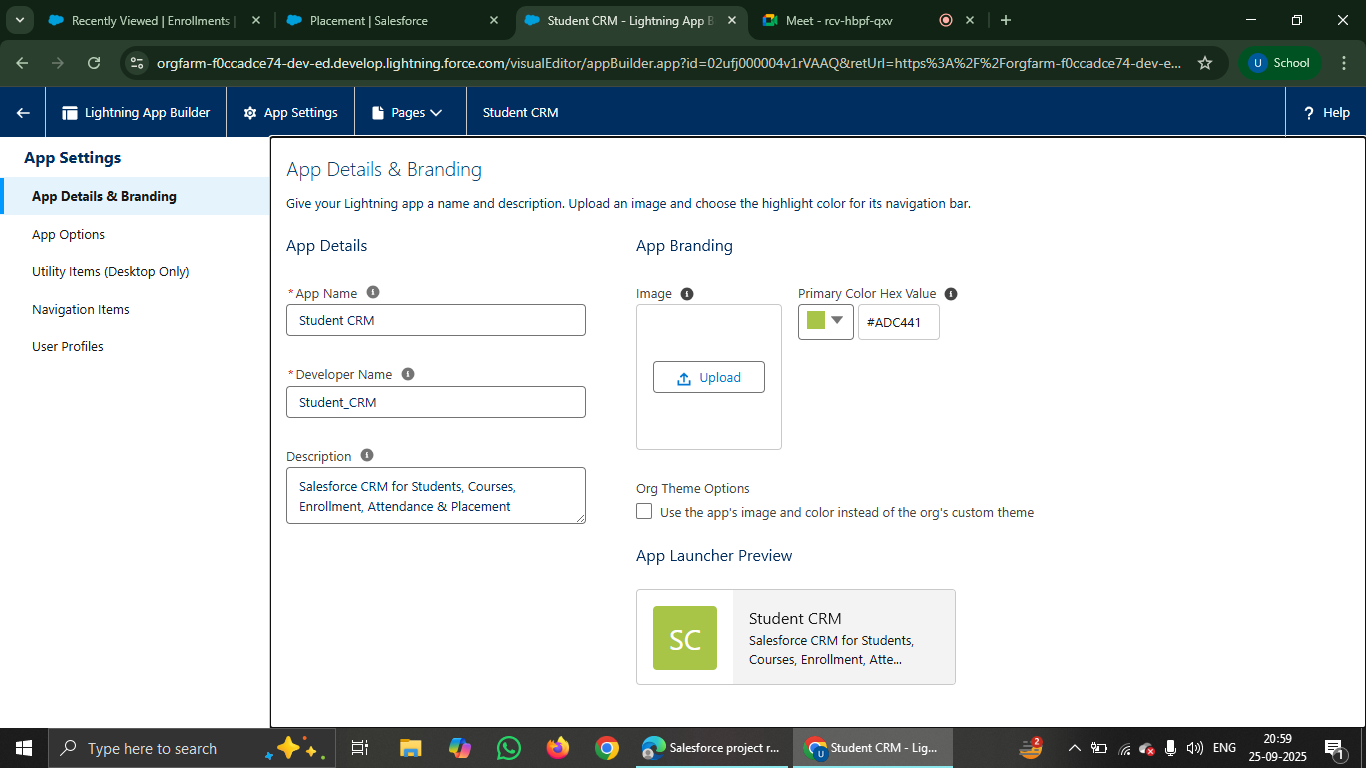 Recently Viewed | Enrollments |
Placement | Salesforce
Student CRM - Lightning App B
Meet - rcv-hbpf-qxv
orgfarm-f0ccadce74-dev-ed.develop.lightning.force.com/visualEditor/appBuilder.app?id=02ufj000004v1rVAAQ&retUrl=https%3A%2F%2Forgfarm-f0ccadce74-dev-e...
U School
Lightning App Builder
App Settings
Pages
Student CRM
? Help
App Settings
App Details & Branding
App Options
Utility Items (Desktop Only)
Navigation Items
User Profiles
App Details & Branding
Give your Lightning app a name and description. Upload an image and choose the highlight color for its navigation bar.
App Details
*App Name
Student CRM
*Developer Name
Student_CRM
Description
Salesforce CRM for Students, Courses,
Enrollment, Attendance & Placement
App Branding
Image
Upload
Primary Color Hex Value
#ADC441
Org Theme Options
Use the app's image and color instead of the org's custom theme
App Launcher Preview
SC
Student CRM
Salesforce CRM for Students,
Courses, Enrollment, Atte...
Type here to search
Salesforce project r...
U
Student CRM - Lig...
2
ENG
20:59
25-09-2025
1